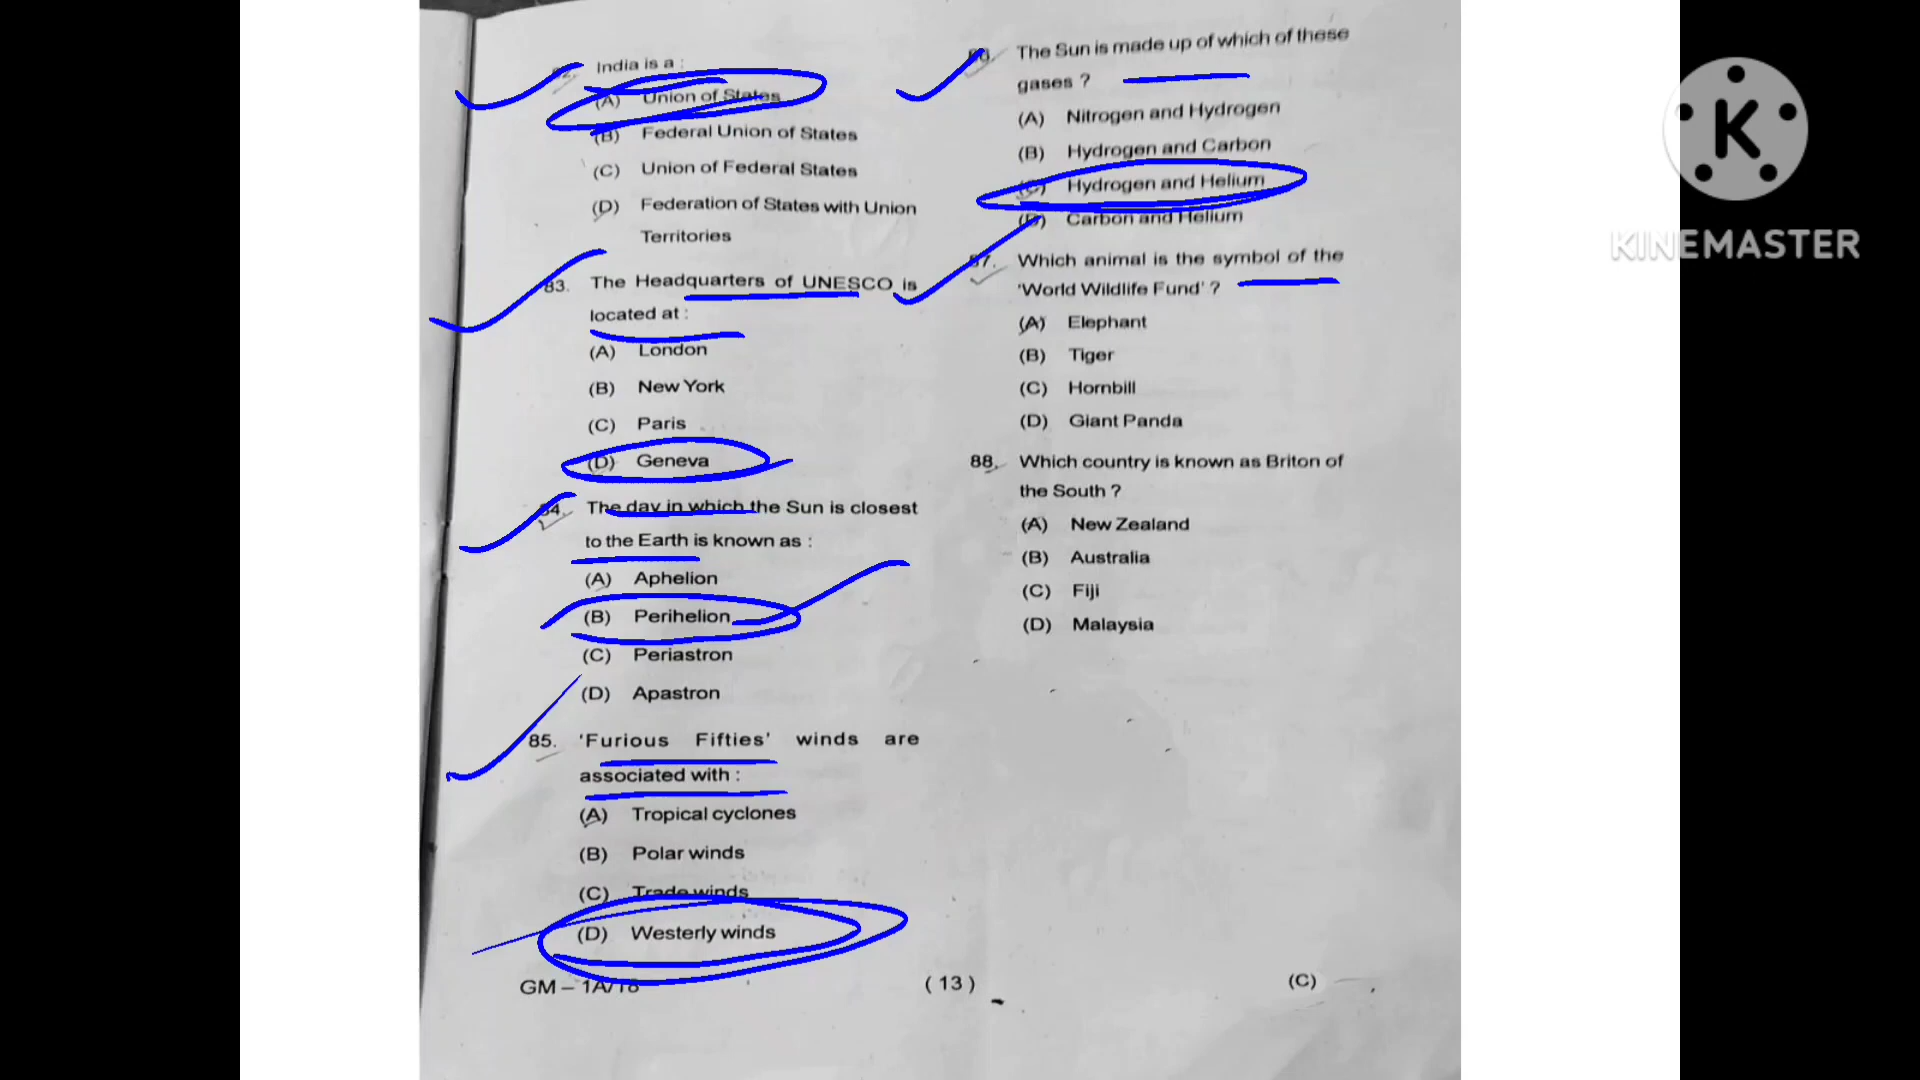 India is a :
(A) Union of States
(B) Federal Union of States
(C) Union of Federal States
(D) Federation of States with Union
Territories
83. The Headquarters of UNESCO is
located at :
(A) London
(B) New York
(C) Paris
(D) Geneva
84. The day in which the Sun is closest
to the Earth is known as :
(A) Aphelion
(B) Perihelion
(C) Periastron
(D) Apastron
85. 'Furious Fifties' winds are
associated with :
(A) Tropical cyclones
(B) Polar winds
(C) Trade winds
(D) Westerly winds
GM – 1A/18
The Sun is made up of which of these
gases ?
(A) Nitrogen and Hydrogen
(B) Hydrogen and Carbon
(C) Hydrogen and Helium
(D) Carbon and Helium
87. Which animal is the symbol of the
'World Wildlife Fund' ?
(A) Elephant
(B) Tiger
(C) Hornbill
(D) Giant Panda
88. Which country is known as Briton of
the South ?
(A) New Zealand
(B) Australia
(C) Fiji
(D) Malaysia
( 13 )
(C)
K
KINEMASTER